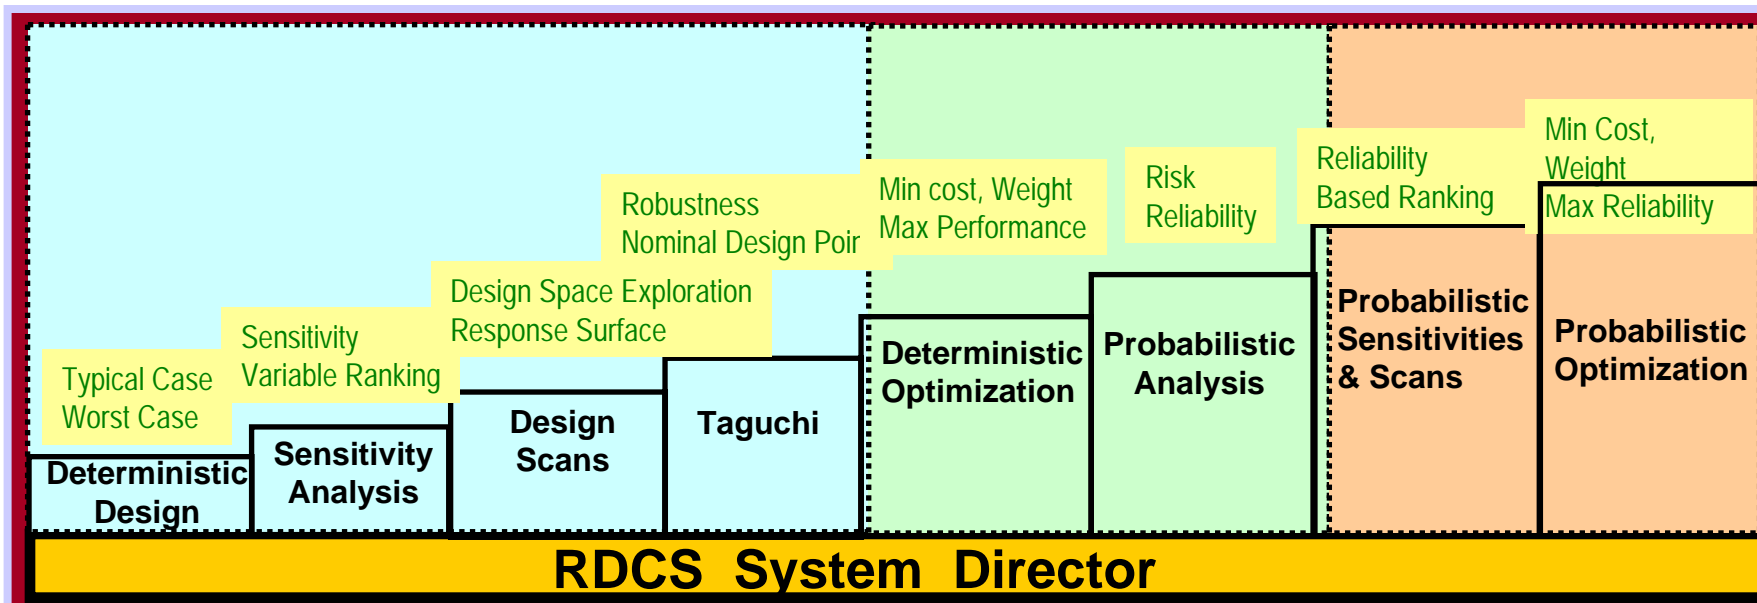 Typical Case
Worst Case
Deterministic
Design
Sensitivity
Variable Ranking
Sensitivity
Analysis
Design Space Exploration
Response Surface
Design
Scans
Robustness
Nominal Design
Taguchi
Min cost, Weight
Max Performance
Deterministic
Optimization
Risk
Reliability
Probabilistic
Analysis
Reliability
Based Ranking
Probabilistic
Sensitivities
& Scans
Min Cost,
Weight
Max Reliability
Probabilistic
Optimization
RDCS System Director